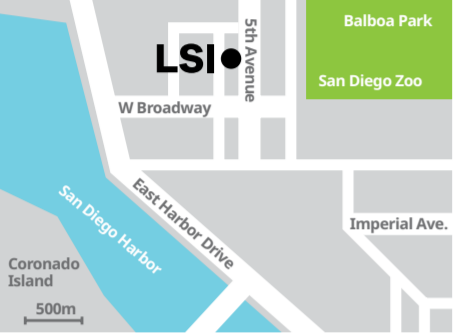 Balboa Park
5th Avenue
LSI
San Diego Zoo
W Broadway
East Harbor Drive
San Diego Harbor
Imperial Ave.
Coronado
Island
500m